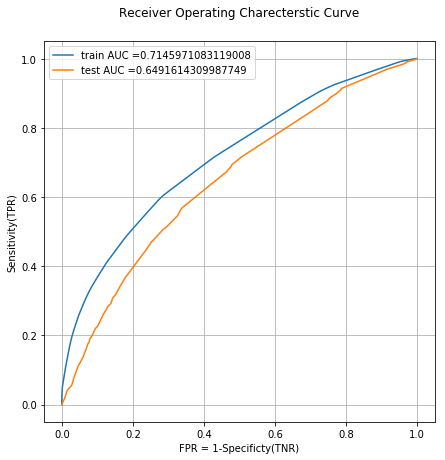 Receiver Operating Charecterstic Curve
train AUC =0.7145971083119008
test AUC =0.6491614309987749
1.0
0.8
0.6
0.4
0.2
0.0
Sensitivity(TPR)
0.0 0.2 0.4 0.6 0.8 1.0
FPR = 1-Specificty(TNR)